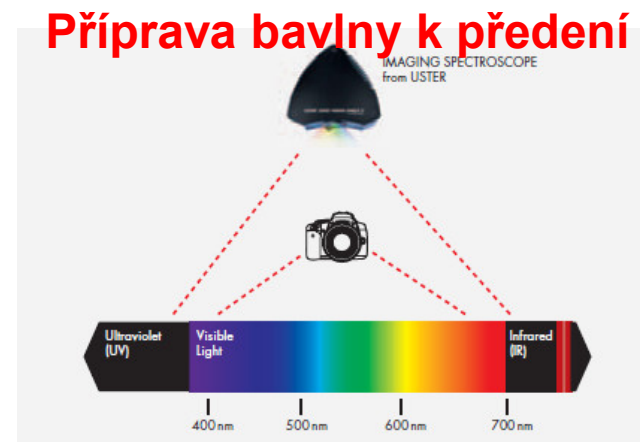 Příprava bavlny k předení
IMAGING SPECTROSCOPE
from USTER
Ultraviolet
(UV)
Visible
Light
Infrared
(IR)
400 nm
500 nm
600 nm
700 nm